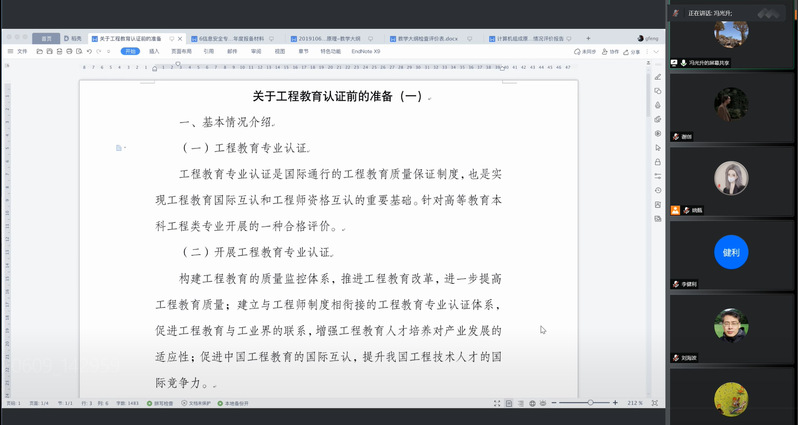 正在讲话: 冯光升;
首页
稻壳
关于工程教育认证前的准备
6信息安全专...年度报备材料
2019106...原理-教学大纲
教学大纲检查评价表.docx
计算机组成原...情况评价报告
gfeng
文件
开始
插入
页面布局
引用
邮件
审阅
视图
章节
特色功能
EndNote X9
未同步
协作
分享
关于工程教育认证前的准备（一）
一、基本情况介绍
（一）工程教育专业认证
工程教育专业认证是国际通行的工程教育质量保证制度，也是实
现工程教育国际互认和工程师资格互认的重要基础。针对高等教育本
科工程类专业开展的一种合格评价。
（二）开展工程教育专业认证
构建工程教育的质量监控体系，推进工程教育改革，进一步提高
工程教育质量；建立与工程师制度相衔接的工程教育专业认证体系，
促进工程教育与工业界的联系，增强工程教育人才培养对产业发展的
适应性；促进中国工程教育的国际互认，提升我国工程技术人才的国
际竞争力。
页码: 1
页面: 1/4
节: 1/1
行: 3
列: 6
字数: 1483
拼写检查
文档未保护
本地备份开
212 %
冯光升的屏幕共享
健利
李健利
刘海波